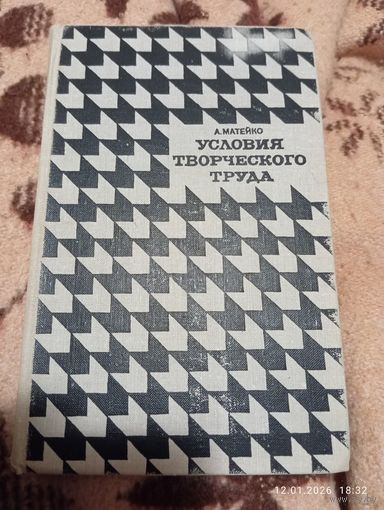 А. МАТЕЙКО
УСЛОВИЯ
ТВОРЧЕСКОГО
ТРУДА
12.01.2026 18:32